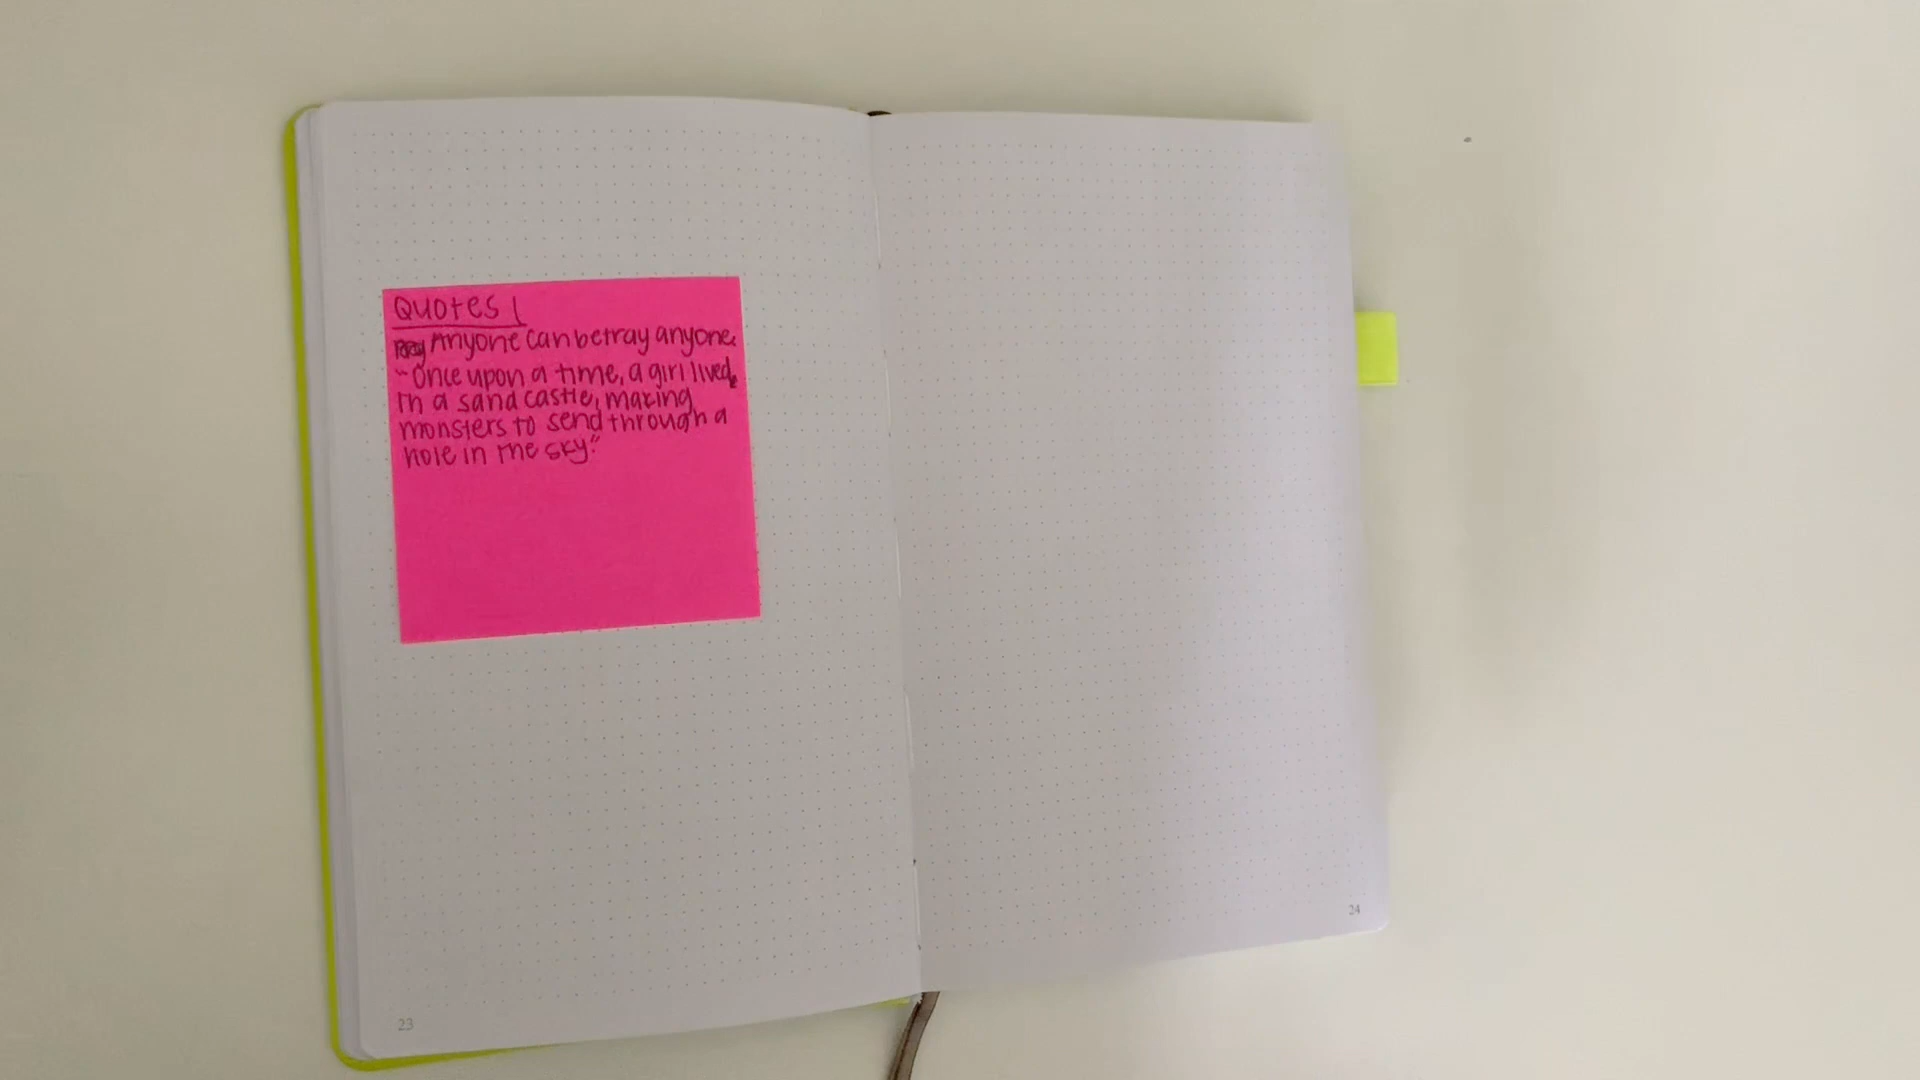 Quotes 1
Anyone can betray anyone.
"Once upon a time, a girl lived
in a sand castle, making
monsters to send through a
hole in the sky."
23
24